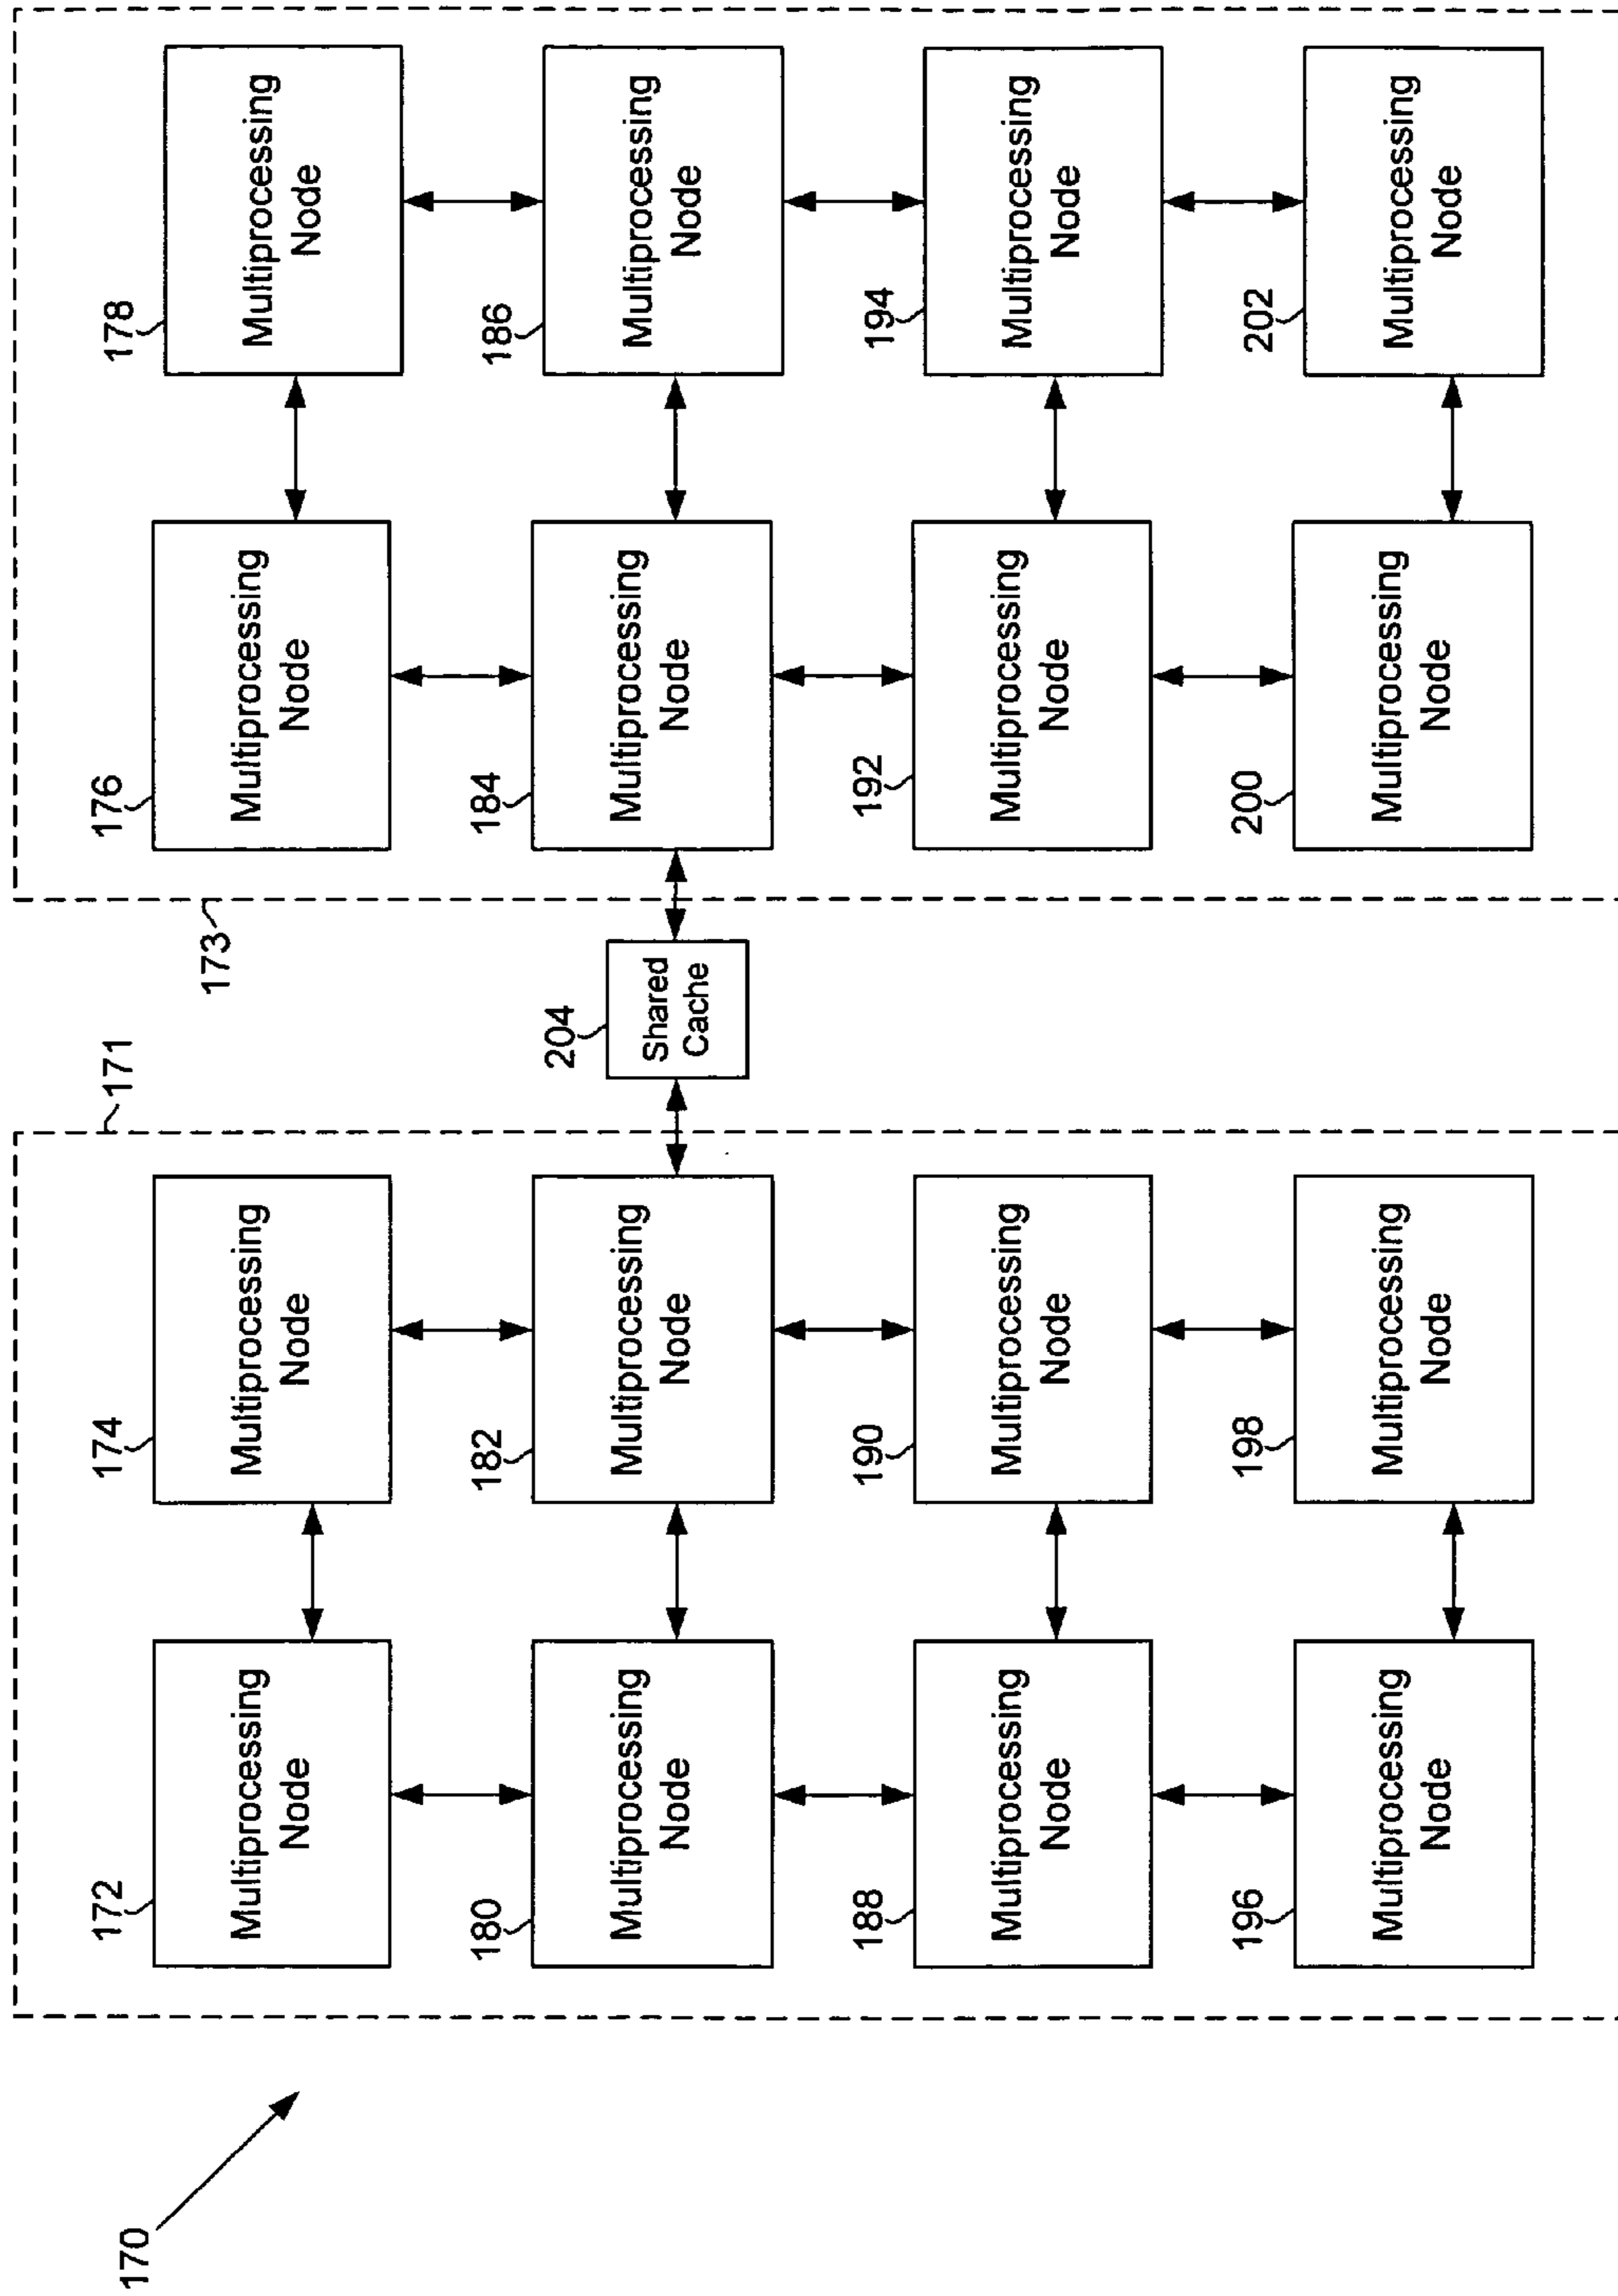 170
171
173
172
Multiprocessing
Node
174
Multiprocessing
Node
176
Multiprocessing
Node
178
Multiprocessing
Node
180
Multiprocessing
Node
182
Multiprocessing
Node
204
Shared
Cache
184
Multiprocessing
Node
186
Multiprocessing
Node
188
Multiprocessing
Node
190
Multiprocessing
Node
192
Multiprocessing
Node
194
Multiprocessing
Node
196
Multiprocessing
Node
198
Multiprocessing
Node
200
Multiprocessing
Node
202
Multiprocessing
Node